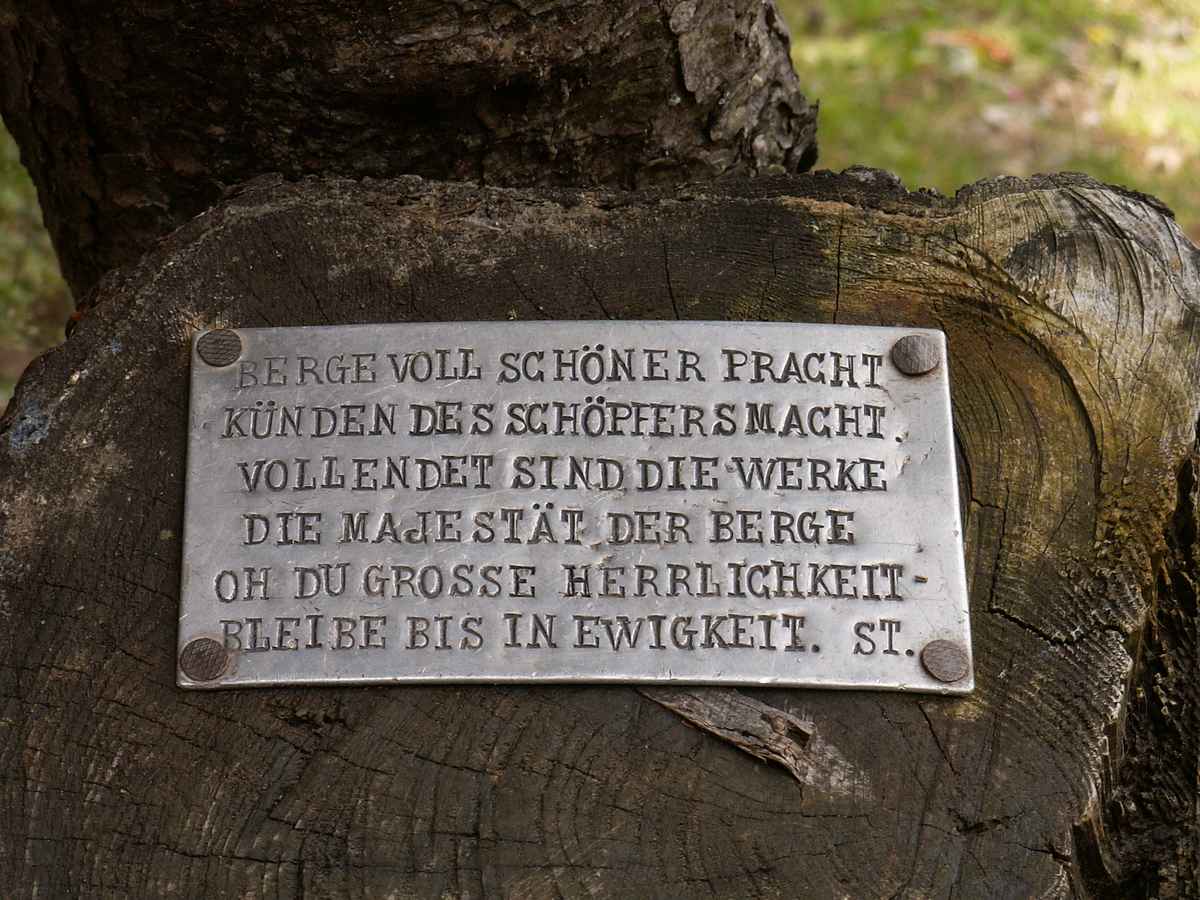 BERGE VOLL SCHÖNER PRACHT
KÜNDEN DES SCHÖPFERS MACHT.
VOLLENDET SIND DIE WERKE
DIE MAJESTÄT DER BERGE
OH DU GROSSE HERRLICHKEIT-
BLEIBE BIS IN EWIGKEIT. ST.